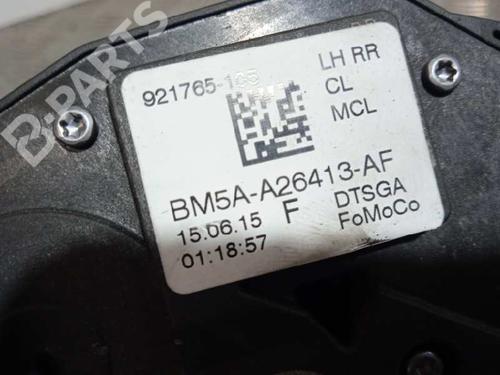 B-PARTS
921765-105
LH RR
CL
MCL
BM5A-A26413-AF
15.06.15 F DTSGA
01:18:57 FoMoCo